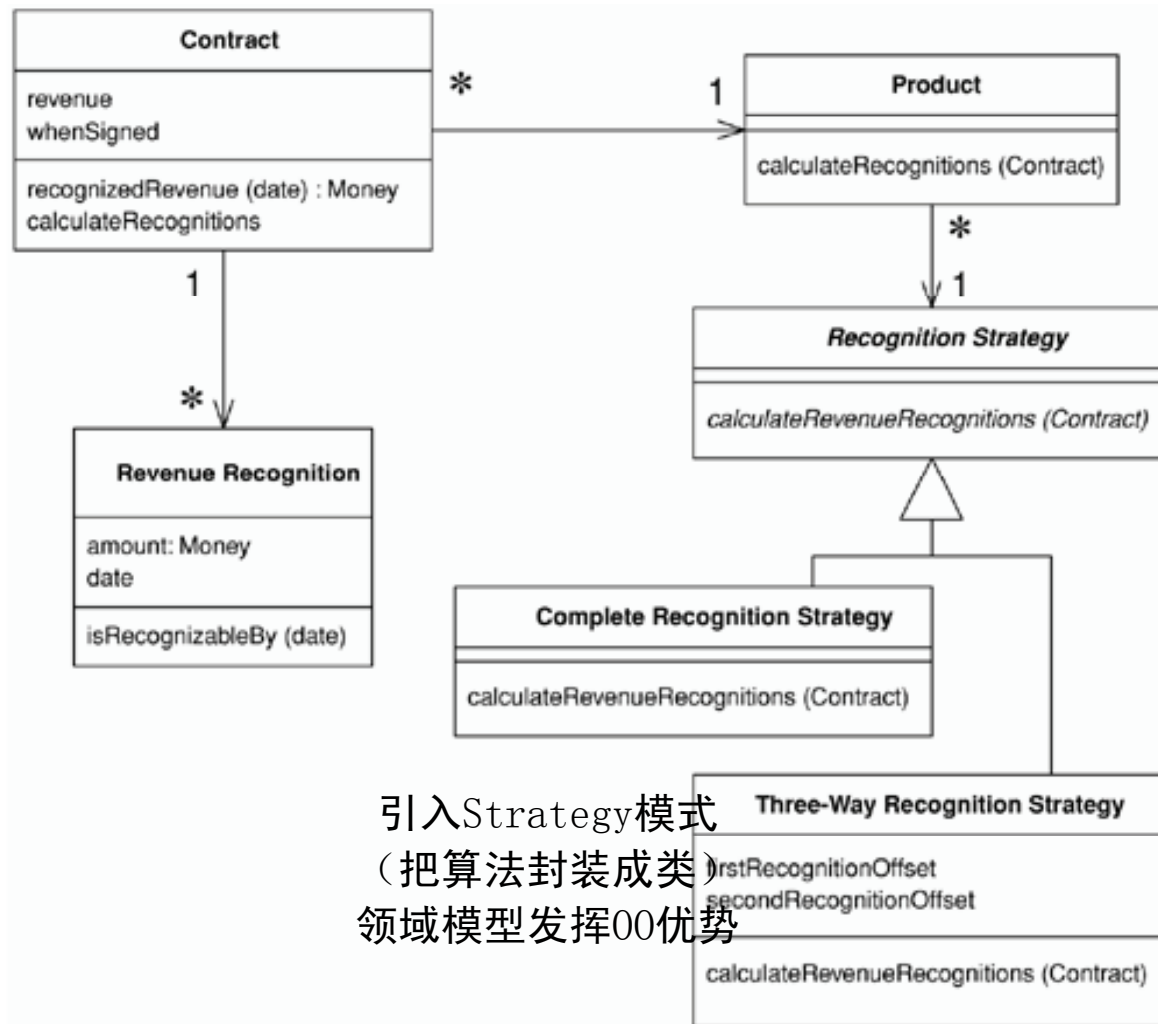 Contract
revenue
whenSigned
recognizedRevenue (date) : Money
calculateRecognitions
*
1
Product
calculateRecognitions (Contract)
*
1
1
*
Recognition Strategy
calculateRevenueRecognitions (Contract)
Revenue Recognition
amount: Money
date
isRecognizableBy (date)
Complete Recognition Strategy
calculateRevenueRecognitions (Contract)
Three-Way Recognition Strategy
firstRecognitionOffset
secondRecognitionOffset
calculateRevenueRecognitions (Contract)
引入Strategy模式
（把算法封装成类）
领域模型发挥OO优势